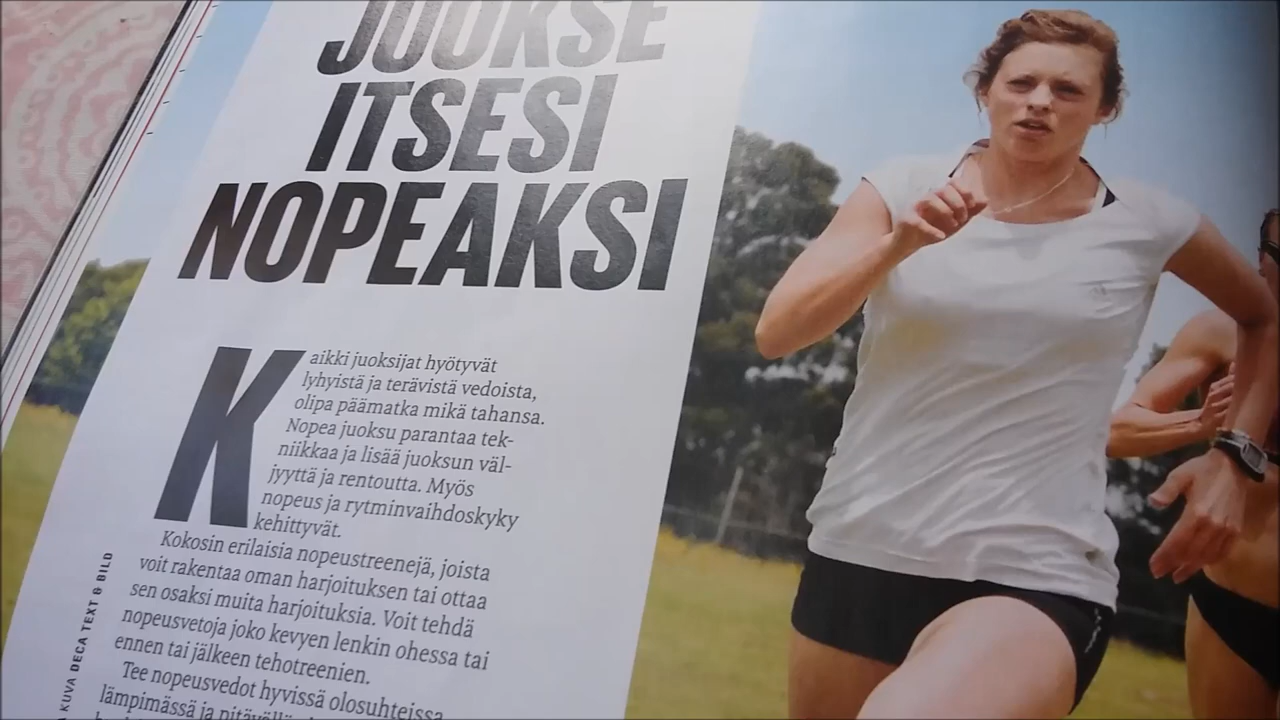 JUOKSE
ITSESI
NOPEAKSI
Kaikki juoksijat hyötyvät
lyhyistä ja terävistä vedoista,
olipa päämatka mikä tahansa.
Nopea juoksu parantaa tek-
niikkaa ja lisää juoksun väl-
jyyttä ja rentoutta. Myös
nopeus ja rytminvaihdoskyky
kehittyvät.
Kokosin erilaisia nopeustreenejä, joista
voit rakentaa oman harjoituksen tai ottaa
sen osaksi muita harjoituksia. Voit tehdä
nopeusvetoja joko kevyen lenkin ohessa tai
ennen tai jälkeen tehotreenien.
Tee nopeusvedot hyvissä olosuhteissa
lämpimässä ja
KUVA DECA TEXT & BILD